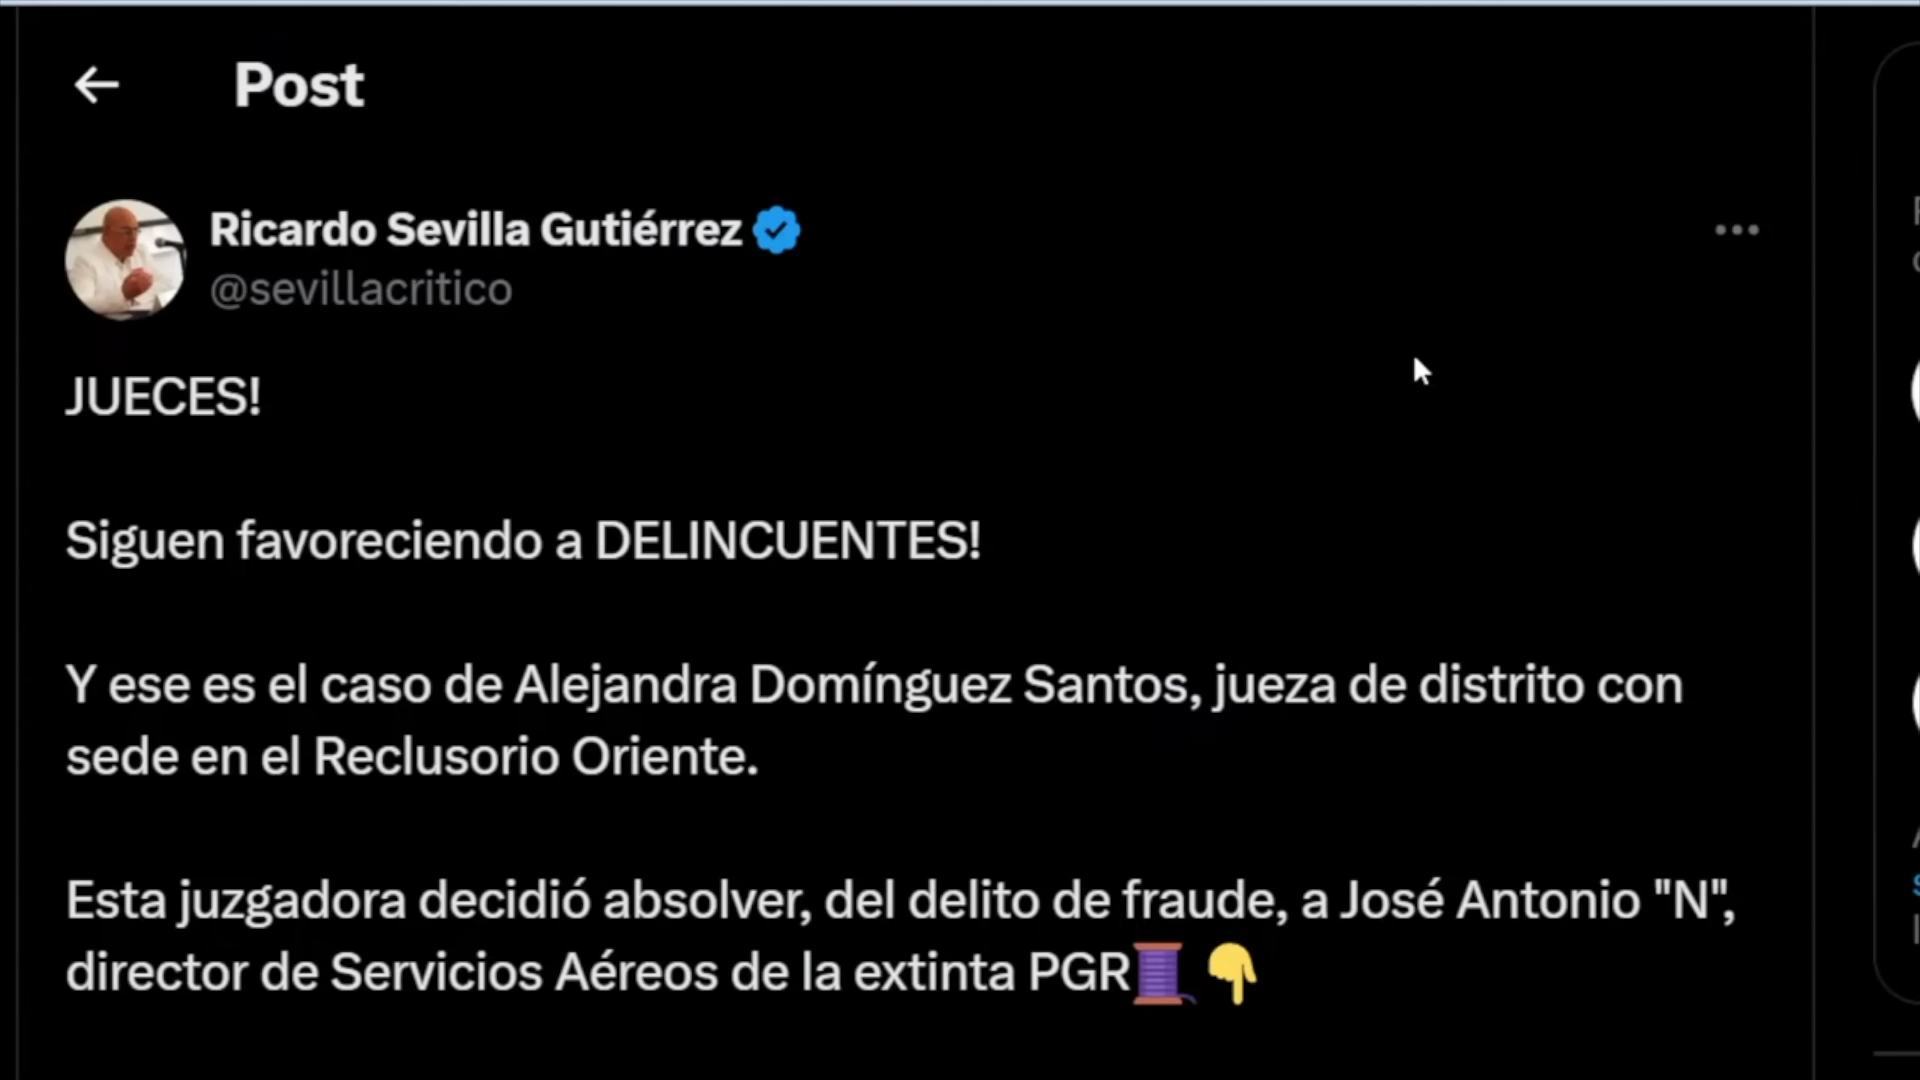 Post
Ricardo Sevilla Gutiérrez
@sevillacritico
JUECES!
Siguen favoreciendo a DELINCUENTES!
Y ese es el caso de Alejandra Domínguez Santos, jueza de distrito con
sede en el Reclusorio Oriente.
Esta juzgadora decidió absolver, del delito de fraude, a José Antonio "N",
director de Servicios Aéreos de la extinta PGR🧵👇